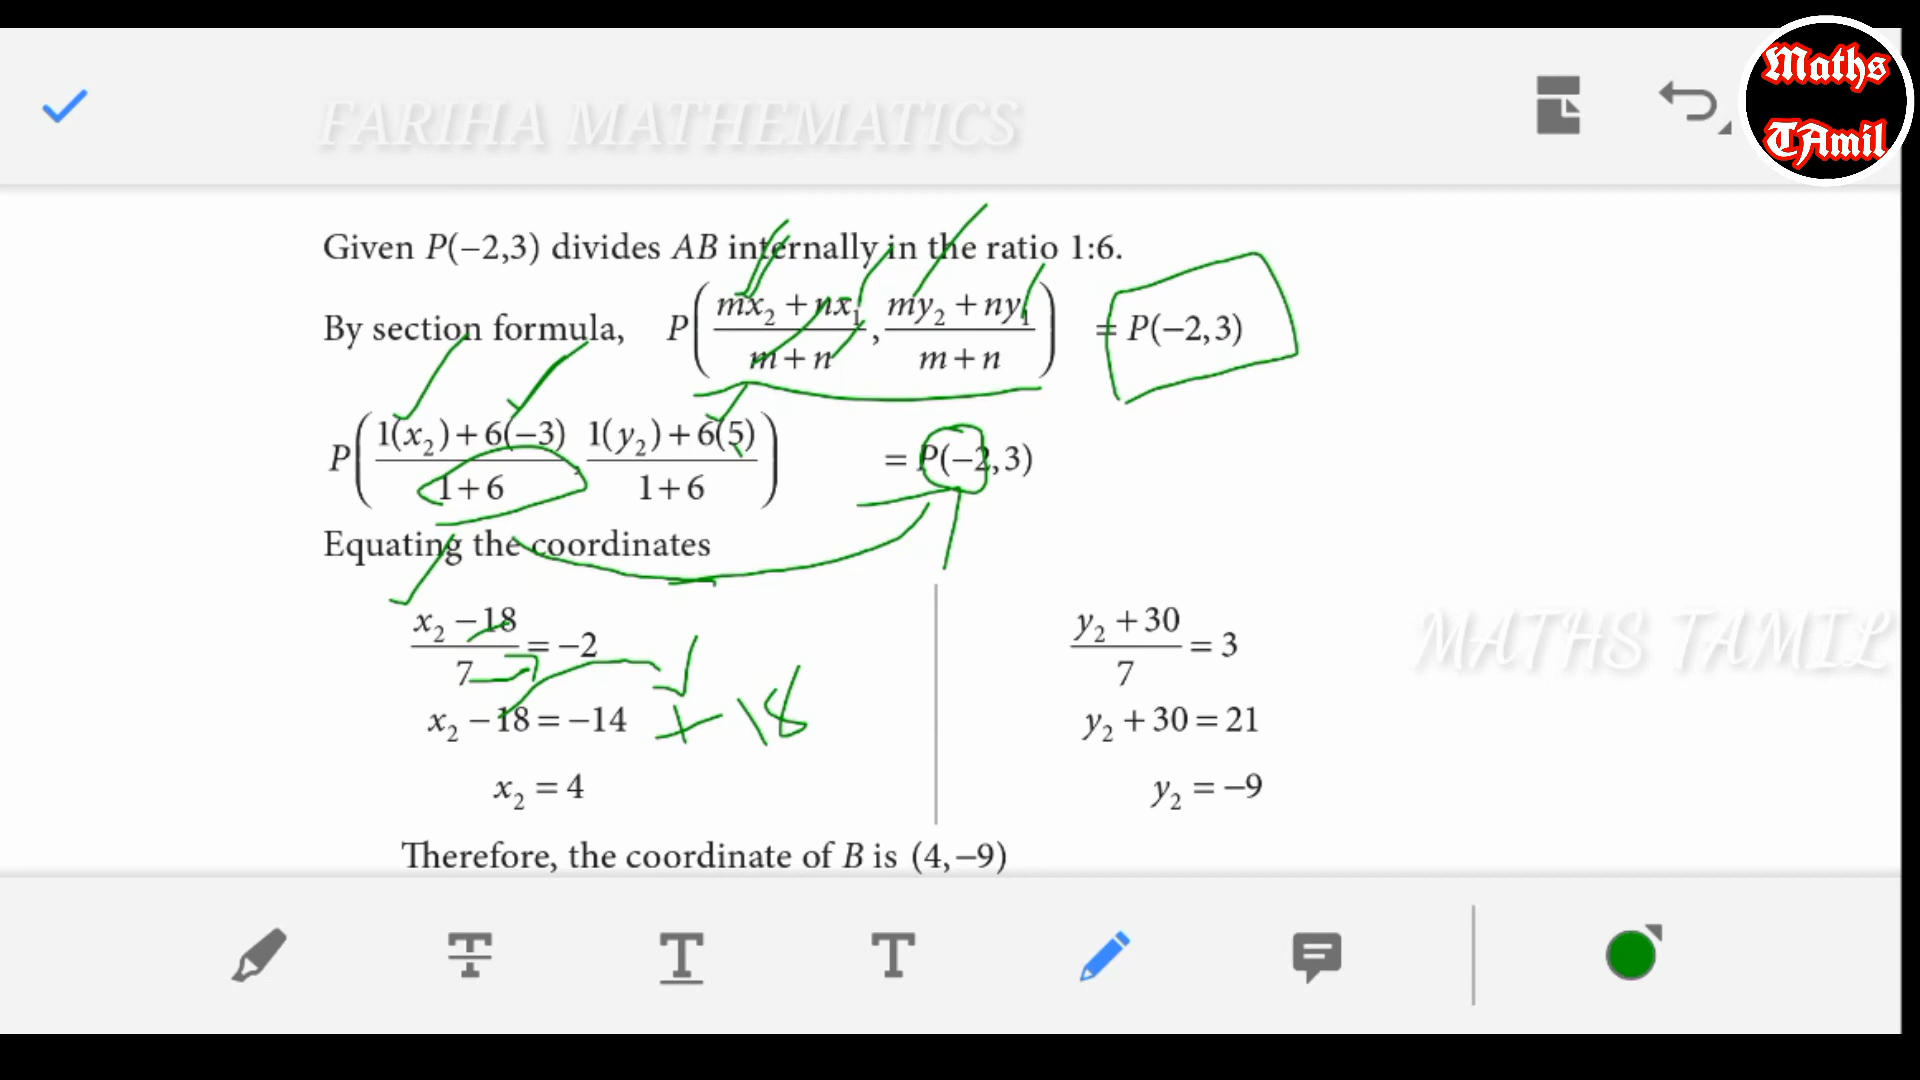 Maths
TAmil
FARIHA MATHEMATICS
Given P(−2,3) divides AB internally in the ratio 1:6.
By section formula, P((mx₂ + nx₁)/(m + n), (my₂ + ny₁)/(m + n)) = P(−2,3)
P((1(x₂)+6(−3))/(1+6), (1(y₂)+6(5))/(1+6)) = P(−2,3)
Equating the coordinates
(x₂ − 18)/7 = −2
x₂ − 18 = −14 + 18
x₂ = 4
(y₂ + 30)/7 = 3
y₂ + 30 = 21
y₂ = −9
MATHS TAMIL
Therefore, the coordinate of B is (4,−9)
T T T